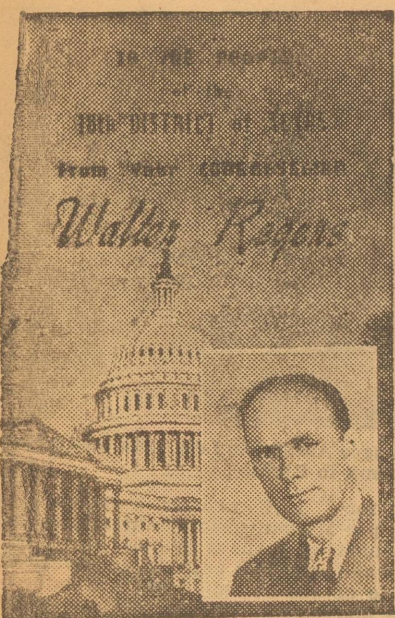 TO THE PEOPLE
of the
18th DISTRICT of TEXAS
from Your CONGRESSMAN
Walter Rogers